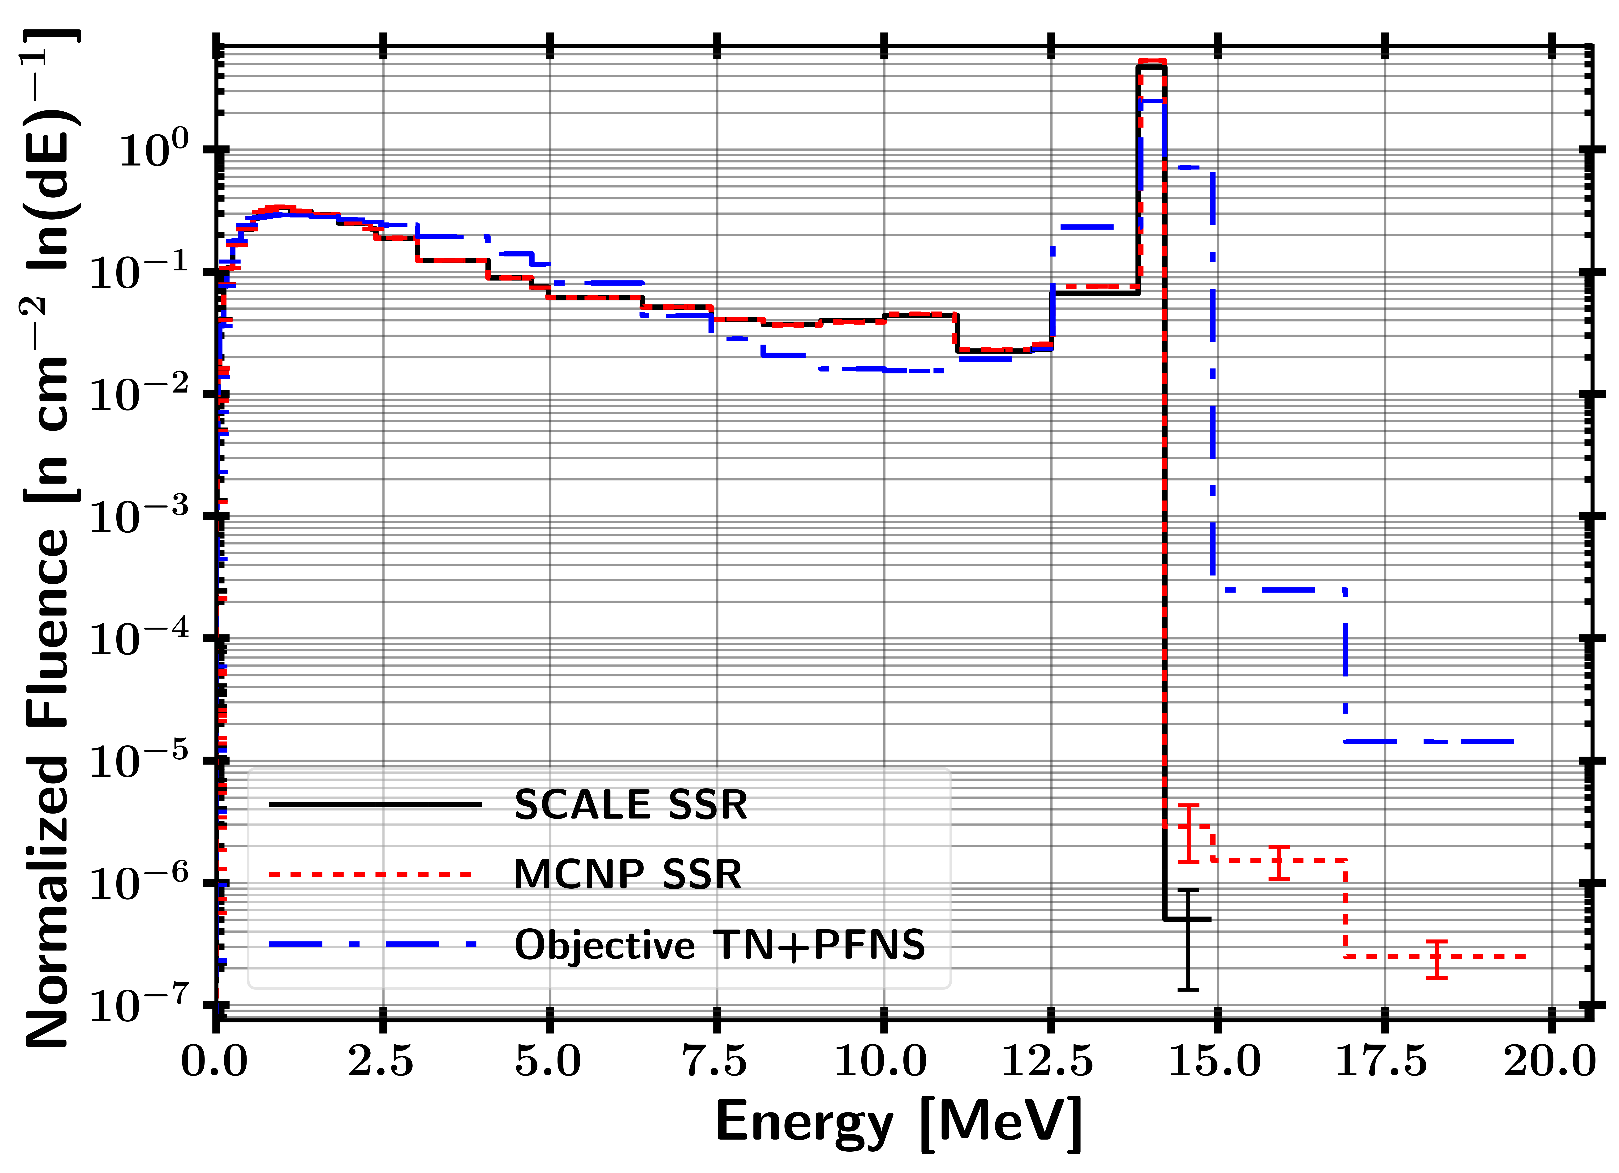 Normalized Fluence [n cm⁻² ln(dE)⁻¹]
10⁰
10⁻¹
10⁻²
10⁻³
10⁻⁴
10⁻⁵
10⁻⁶
10⁻⁷
SCALE SSR
MCNP SSR
Objective TN+PFNS
0.0 2.5 5.0 7.5 10.0 12.5 15.0 17.5 20.0
Energy [MeV]